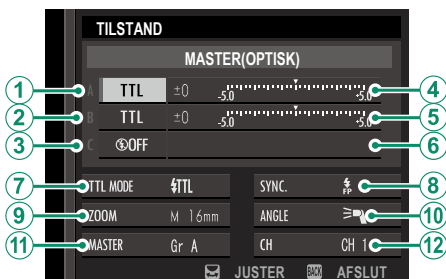 TILSTAND
MASTER(OPTISK)
1 A TTL ±0 -5.0 +5.0 4
2 B TTL ±0 -5.0 +5.0 5
3 C OFF 6
7 TTL MODE TTL SYNC. FP 8
9 ZOOM M 16mm ANGLE 10
11 MASTER Gr A CH CH 1 12
JUSTER BACK AFSLUT